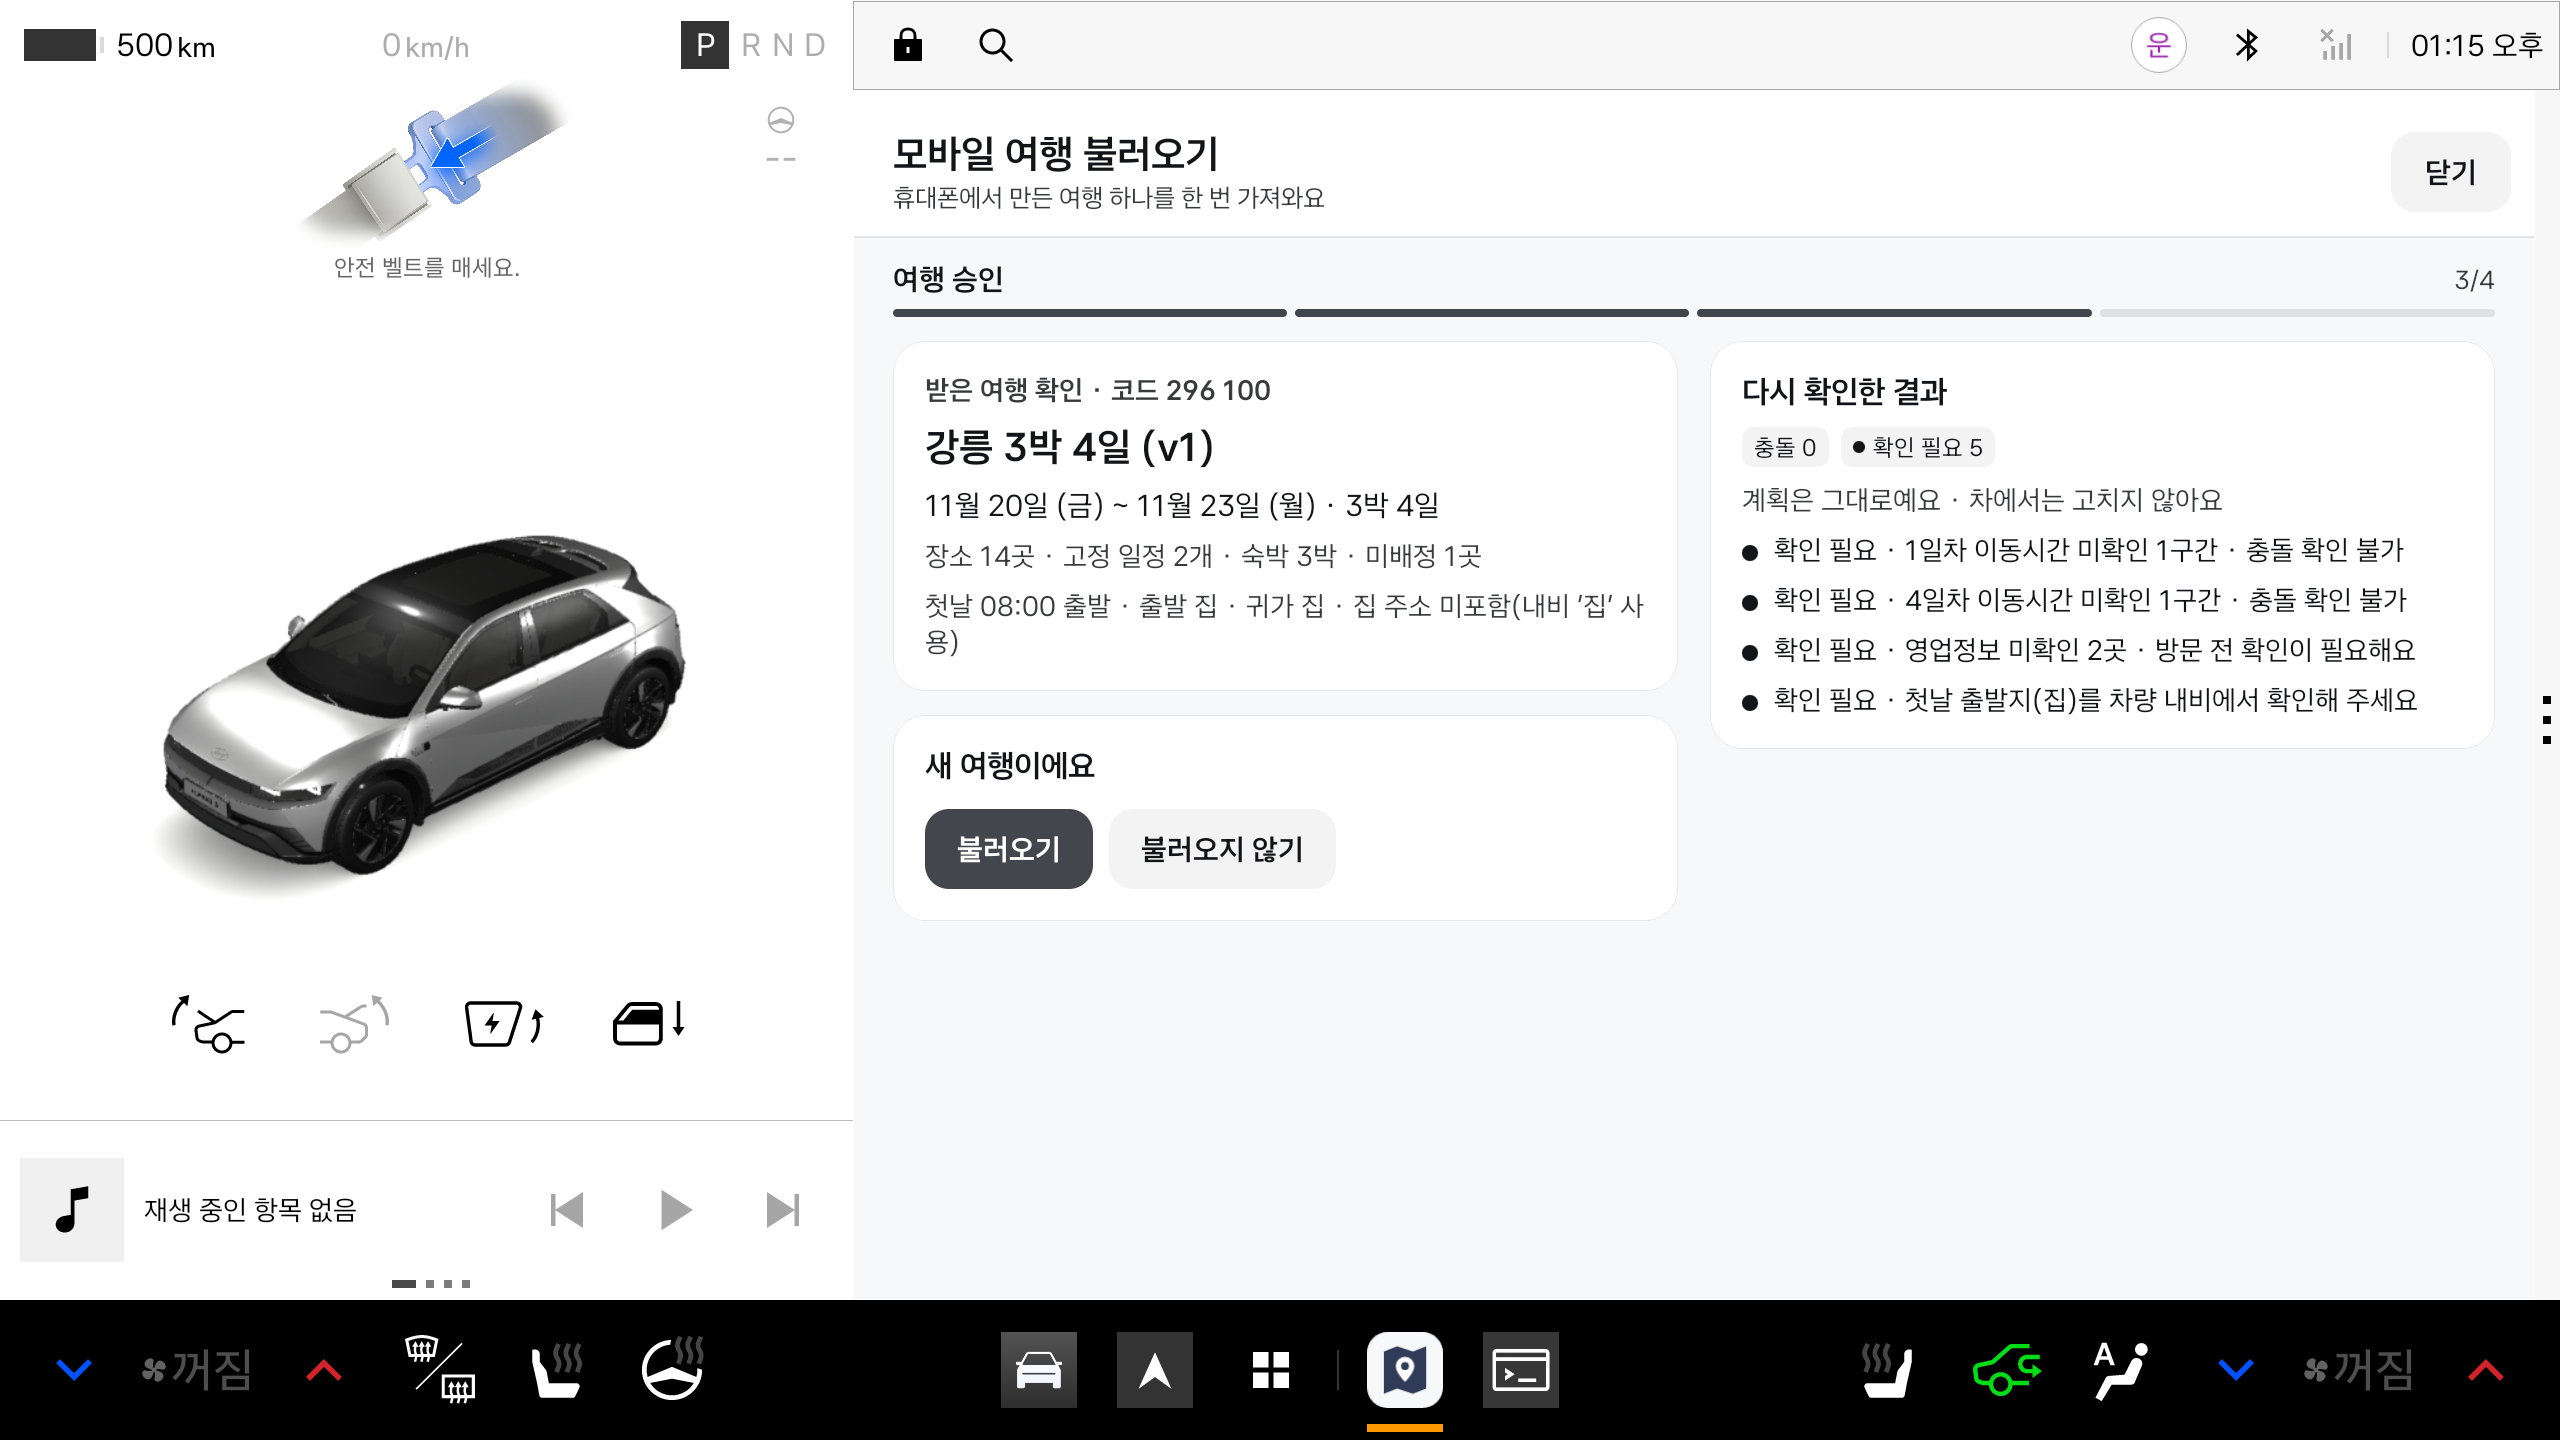 500 km
0 km/h
P R N D
운
01:15 오후
안전 벨트를 매세요.
모바일 여행 불러오기
휴대폰에서 만든 여행 하나를 한 번 가져와요
닫기
여행 승인
3/4
받은 여행 확인 · 코드 296 100
강릉 3박 4일 (v1)
11월 20일 (금) ~ 11월 23일 (월) · 3박 4일
장소 14곳 · 고정 일정 2개 · 숙박 3박 · 미배정 1곳
첫날 08:00 출발 · 출발 집 · 귀가 집 · 집 주소 미포함(내비 ‘집’ 사
용)
새 여행이에요
불러오기
불러오지 않기
다시 확인한 결과
충돌 0
확인 필요 5
계획은 그대로예요 · 차에서는 고치지 않아요
확인 필요 · 1일차 이동시간 미확인 1구간 · 충돌 확인 불가
확인 필요 · 4일차 이동시간 미확인 1구간 · 충돌 확인 불가
확인 필요 · 영업정보 미확인 2곳 · 방문 전 확인이 필요해요
확인 필요 · 첫날 출발지(집)를 차량 내비에서 확인해 주세요
재생 중인 항목 없음
꺼짐
A
꺼짐